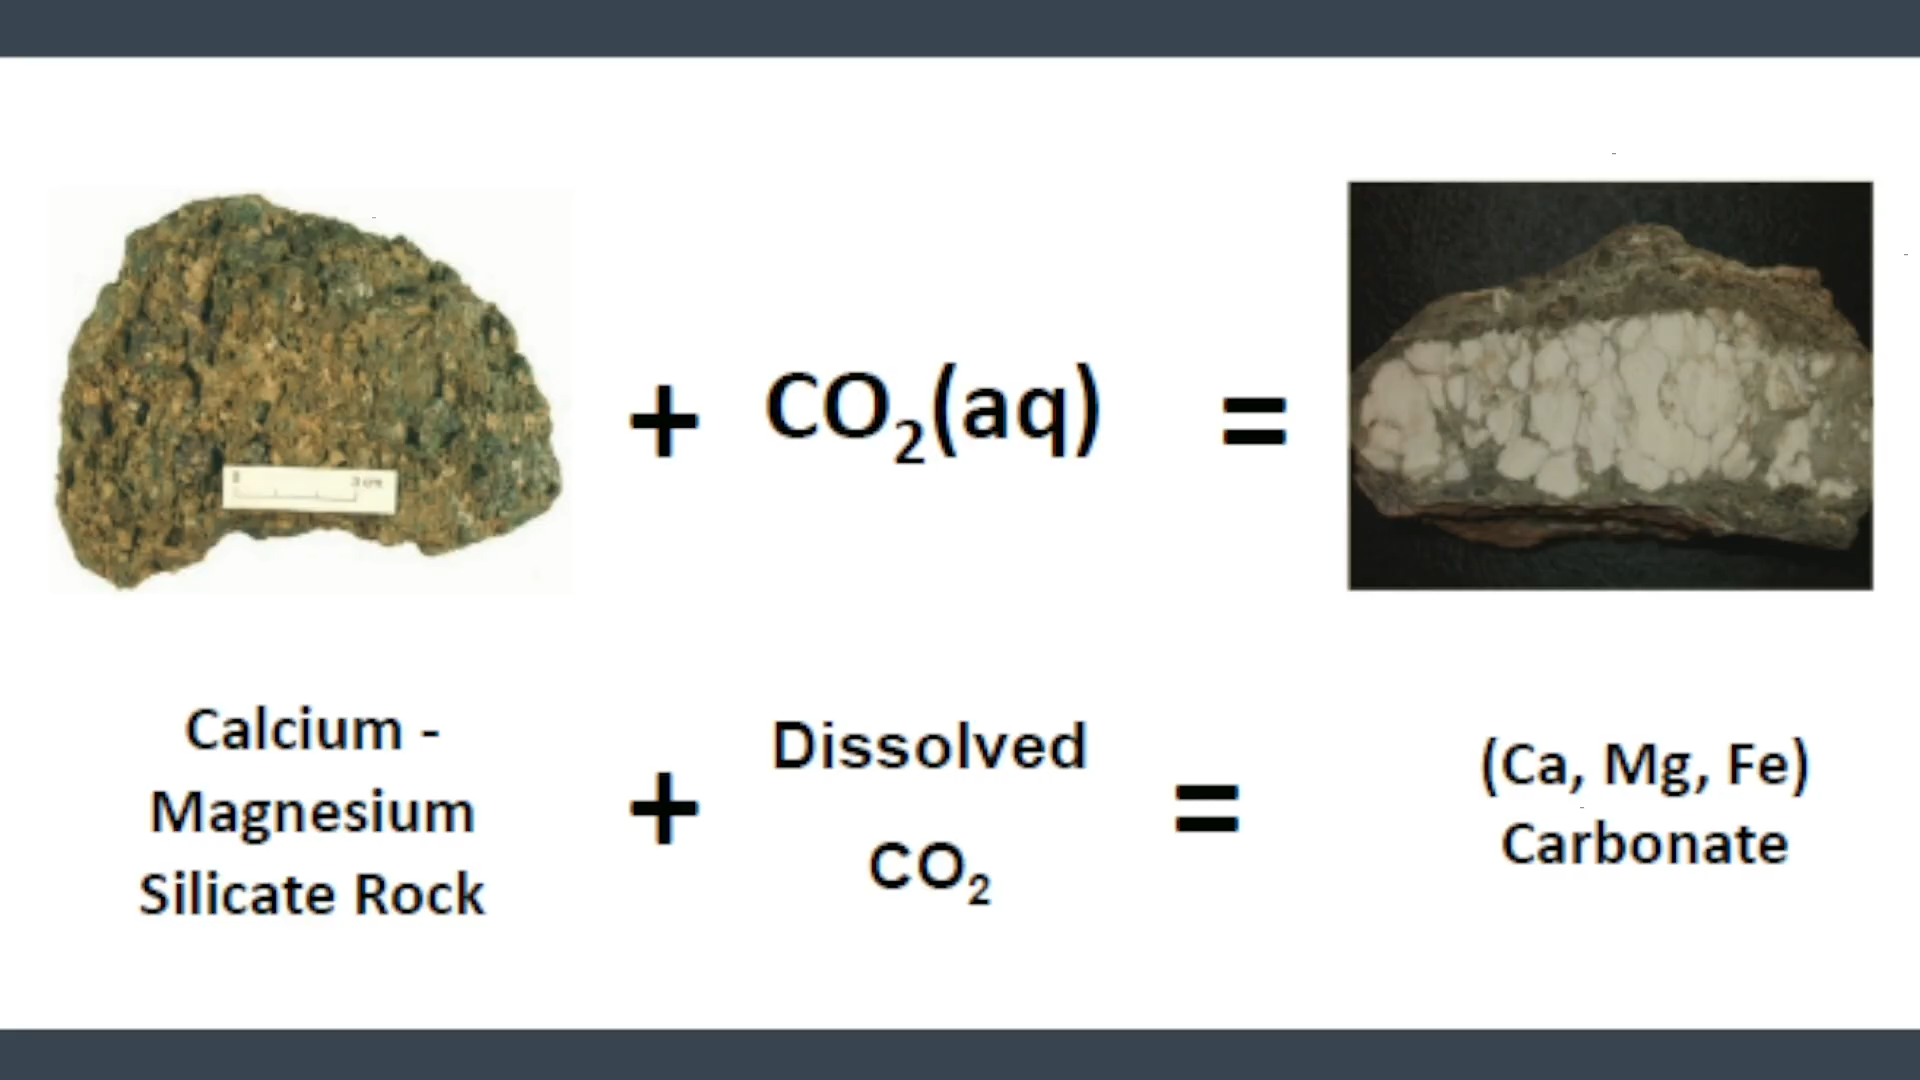 + CO₂(aq) =
Calcium -
Magnesium
Silicate Rock
+
Dissolved
CO₂
=
(Ca, Mg, Fe)
Carbonate